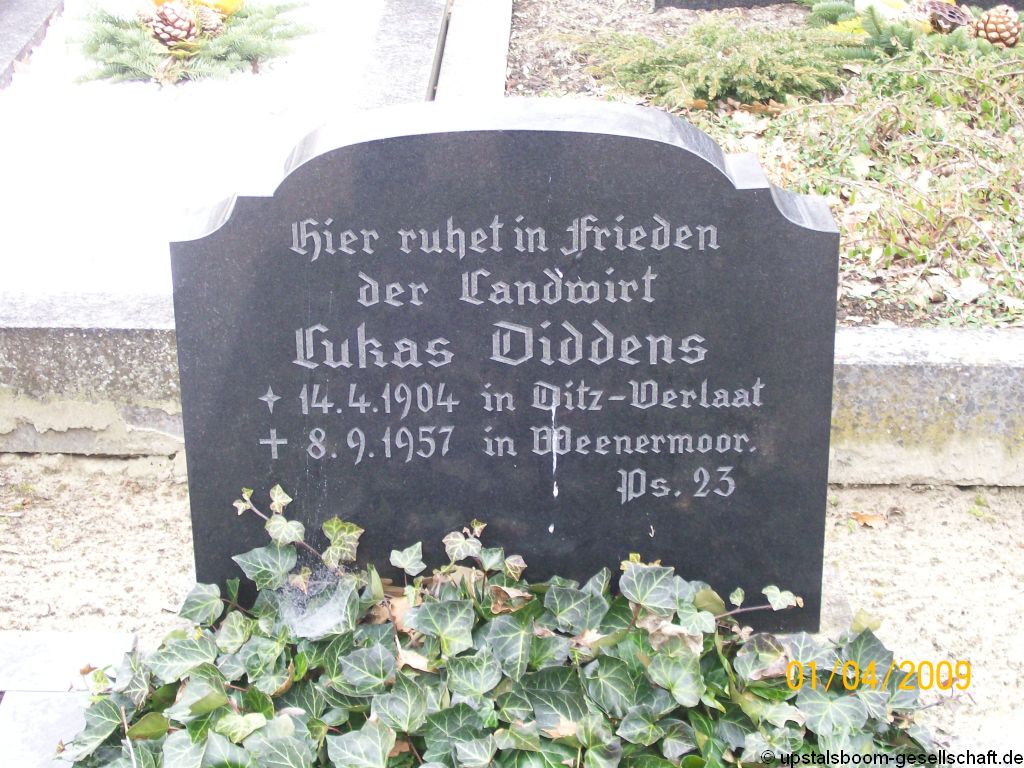 Hier ruhet in Frieden
der Landwirt
Lukas Diddens
14.4.1904 in Ditz-Verlaat
8.9.1957 in Weenermoor.
Ps. 23
01/04/2009
© upstalsboom-gesellschaft.de